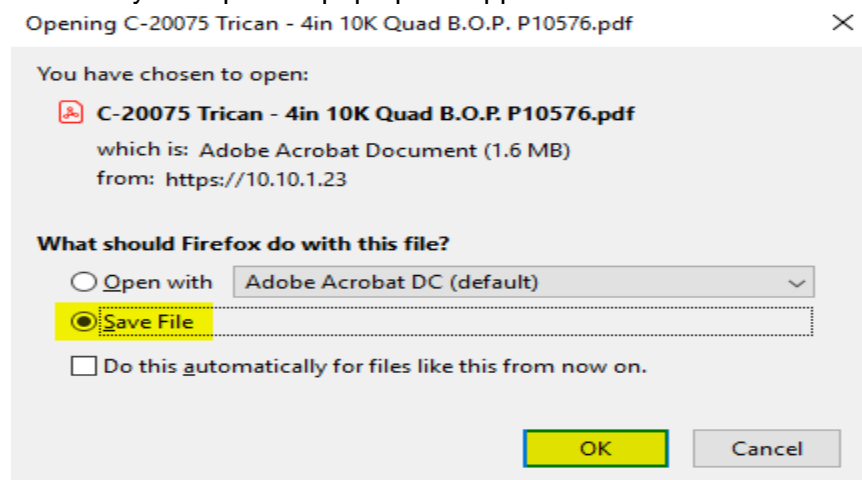 Opening C-20075 Trican - 4in 10K Quad B.O.P. P10576.pdf
You have chosen to open:
C-20075 Trican - 4in 10K Quad B.O.P. P10576.pdf
which is: Adobe Acrobat Document (1.6 MB)
from: https://10.10.1.23
What should Firefox do with this file?
Open with Adobe Acrobat DC (default)
Save File
Do this automatically for files like this from now on.
OK Cancel